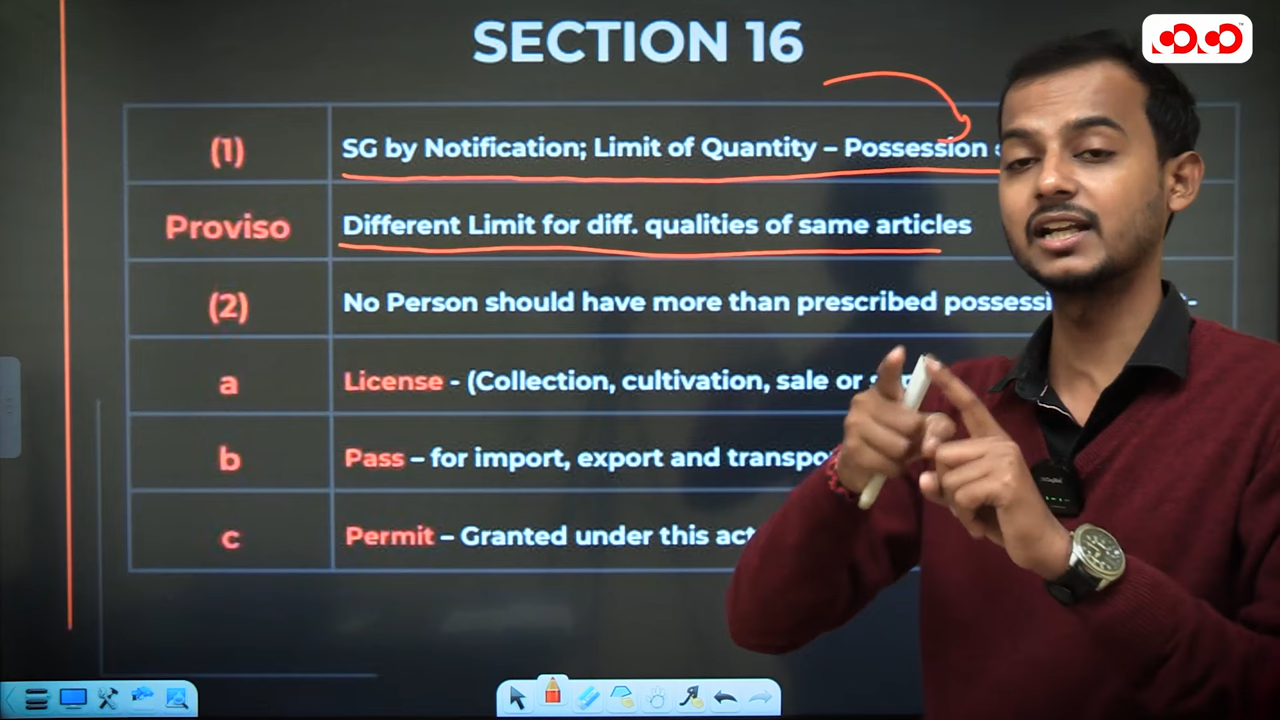 SECTION 16
(1) SG by Notification; Limit of Quantity – Possession
Proviso Different Limit for diff. qualities of same articles
(2) No Person should have more than prescribed
a License - (Collection, cultivation, sale or
b Pass – for import, export and
c Permit – Granted under this act